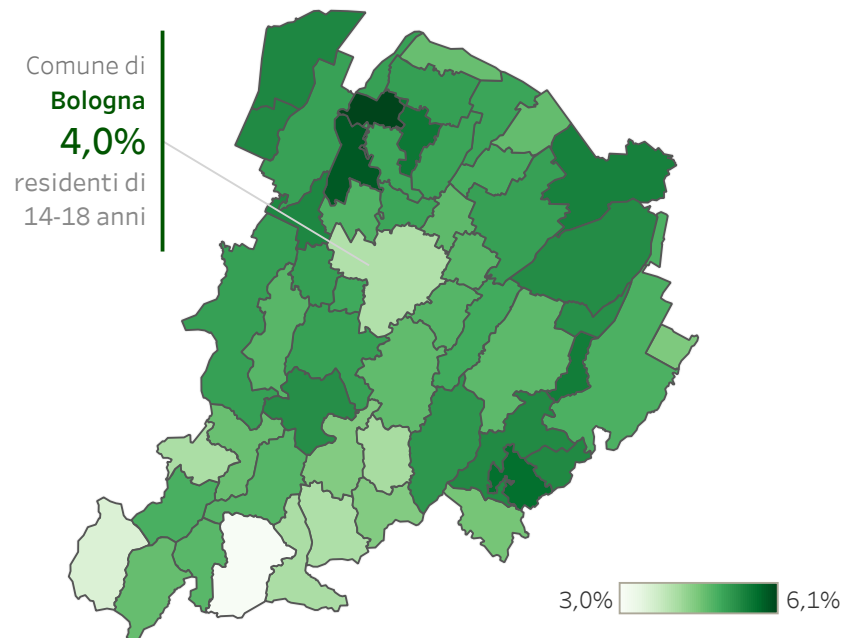 Comune di
Bologna
4,0%
residenti di
14-18 anni
3,0% 6,1%